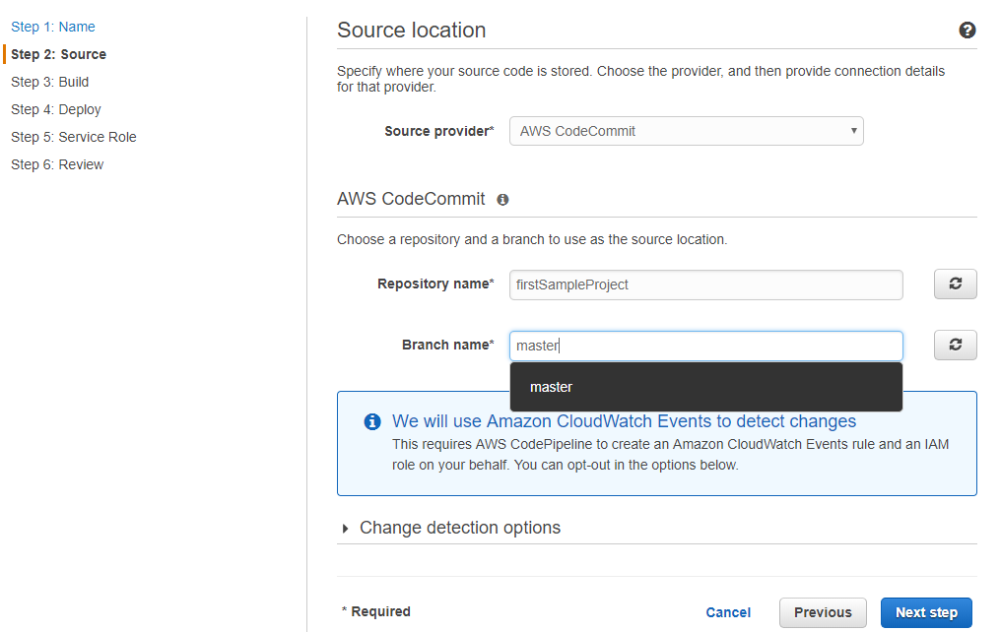 Step 1: Name
Step 2: Source
Step 3: Build
Step 4: Deploy
Step 5: Service Role
Step 6: Review
Source location
Specify where your source code is stored. Choose the provider, and then provide connection details
for that provider.
Source provider* AWS CodeCommit
AWS CodeCommit
Choose a repository and a branch to use as the source location.
Repository name* firstSampleProject
Branch name* master
master
We will use Amazon CloudWatch Events to detect changes
This requires AWS CodePipeline to create an Amazon CloudWatch Events rule and an IAM
role on your behalf. You can opt-out in the options below.
Change detection options
* Required Cancel Previous Next step